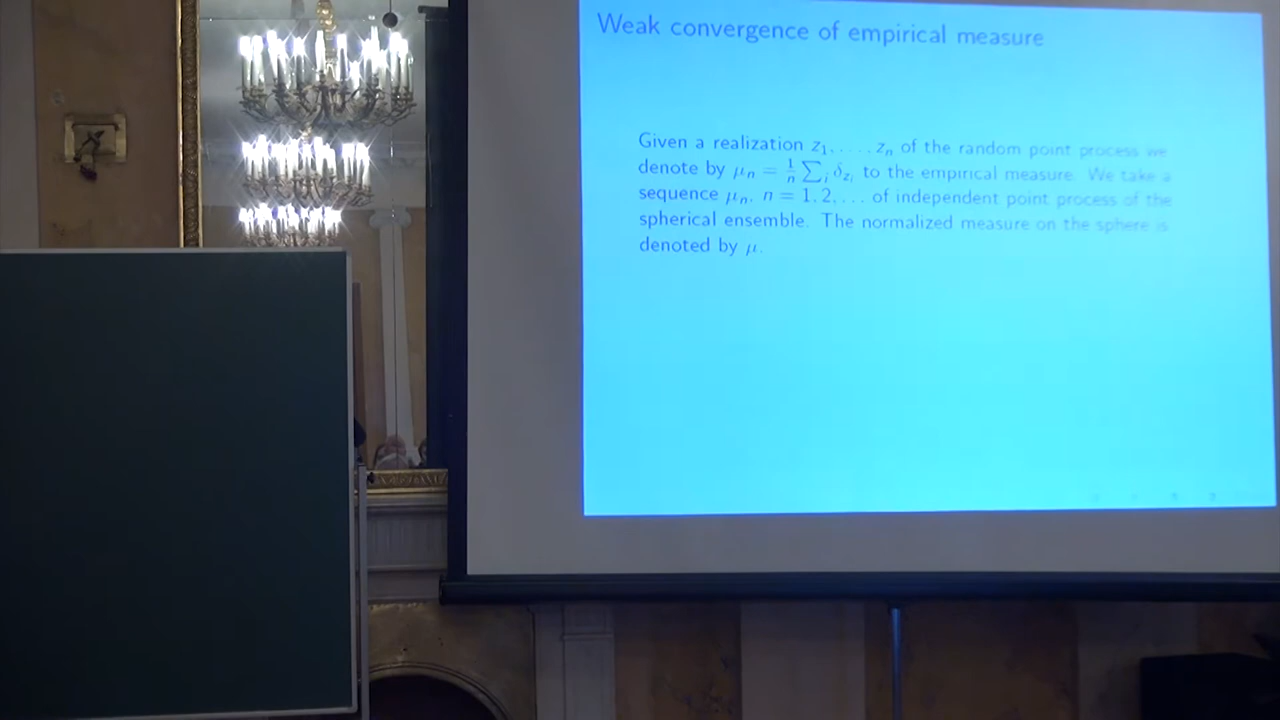 Weak convergence of empirical measure
Given a realization z₁, . . . , zₙ of the random point process we
denote by μₙ = 1/n ∑ᵢ δ_zᵢ to the empirical measure. We take a
sequence μₙ, n = 1, 2, . . . of independent point process of the
spherical ensemble. The normalized measure on the sphere is
denoted by μ.